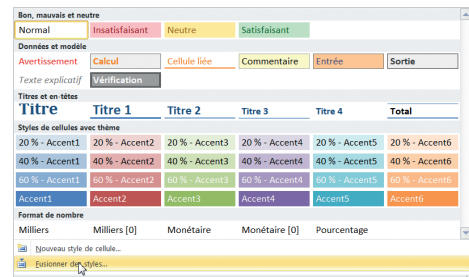 Bon, mauvais et neutre
Normal Insatisfaisant Neutre Satisfaisant
Données et modèle
Avertissement Calcul Cellule liée Commentaire Entrée Sortie
Texte explicatif Vérification
Titres et en-têtes
Titre Titre 1 Titre 2 Titre 3 Titre 4 Total
Styles de cellules avec thème
20 % - Accent1 20 % - Accent2 20 % - Accent3 20 % - Accent4 20 % - Accent5 20 % - Accent6
40 % - Accent1 40 % - Accent2 40 % - Accent3 40 % - Accent4 40 % - Accent5 40 % - Accent6
60 % - Accent1 60 % - Accent2 60 % - Accent3 60 % - Accent4 60 % - Accent5 60 % - Accent6
Accent1 Accent2 Accent3 Accent4 Accent5 Accent6
Format de nombre
Milliers Milliers [0] Monétaire Monétaire [0] Pourcentage
Nouveau style de cellule...
Fusionner des styles...